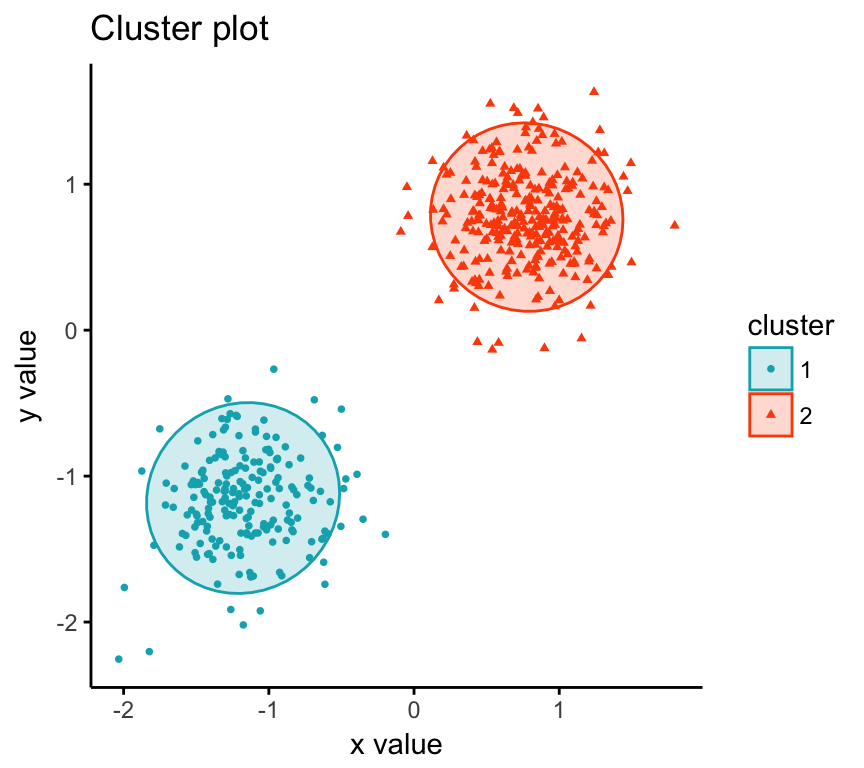 Cluster plot
y value
1
0
-1
-2
-2 -1 0 1
x value
cluster
1
2